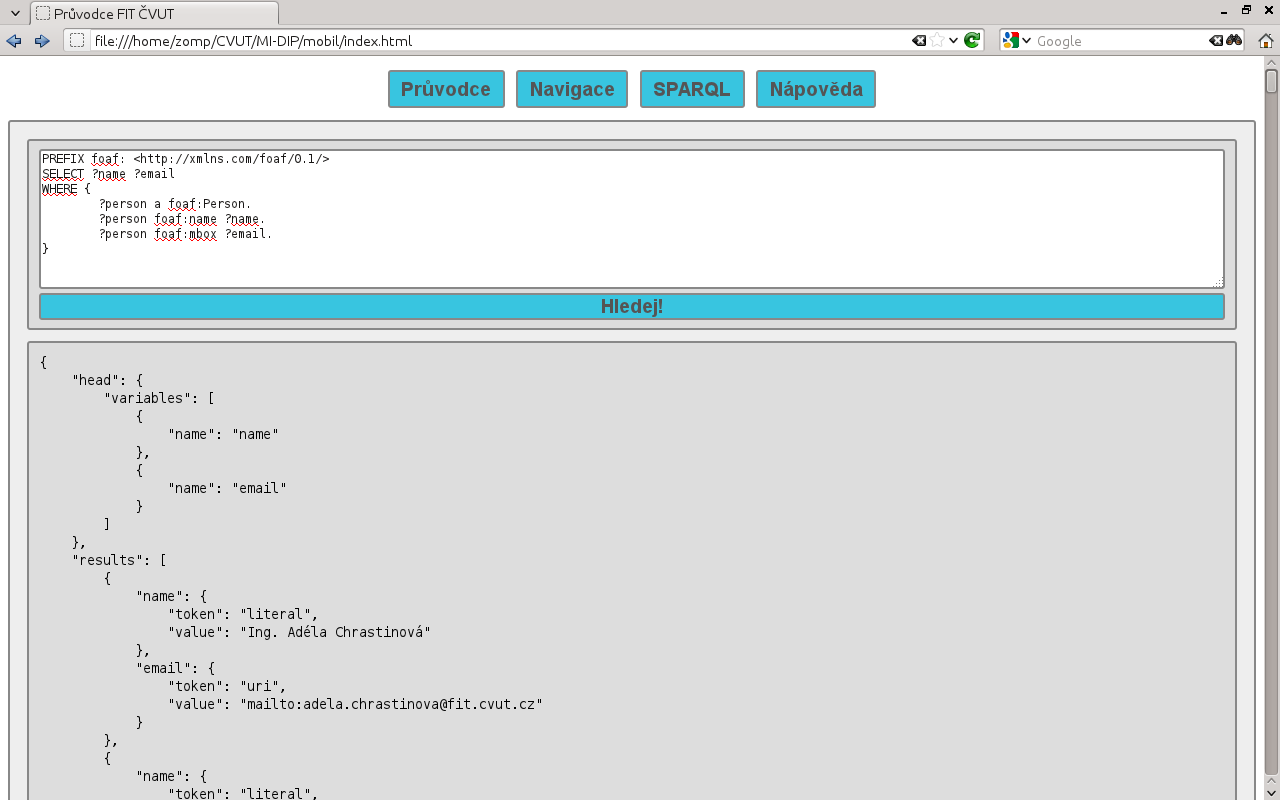 Průvodce FIT ČVUT
file:///home/zomp/CVUT/MI-DIP/mobil/index.html
Google
Průvodce Navigace SPARQL Nápověda
PREFIX foaf: <http://xmlns.com/foaf/0.1/>
SELECT ?name ?email
WHERE {
        ?person a foaf:Person.
        ?person foaf:name ?name.
        ?person foaf:mbox ?email.
}
Hledej!
{
    "head": {
        "variables": [
            {
                "name": "name"
            },
            {
                "name": "email"
            }
        ]
    },
    "results": [
        {
            "name": {
                "token": "literal",
                "value": "Ing. Adéla Chrastinová"
            },
            "email": {
                "token": "uri",
                "value": "mailto:adela.chrastinova@fit.cvut.cz"
            }
        },
        {
            "name": {
                "token": "literal",